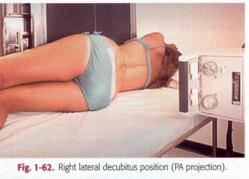 Fig. 1-62. Right lateral decubitus position (PA projection).